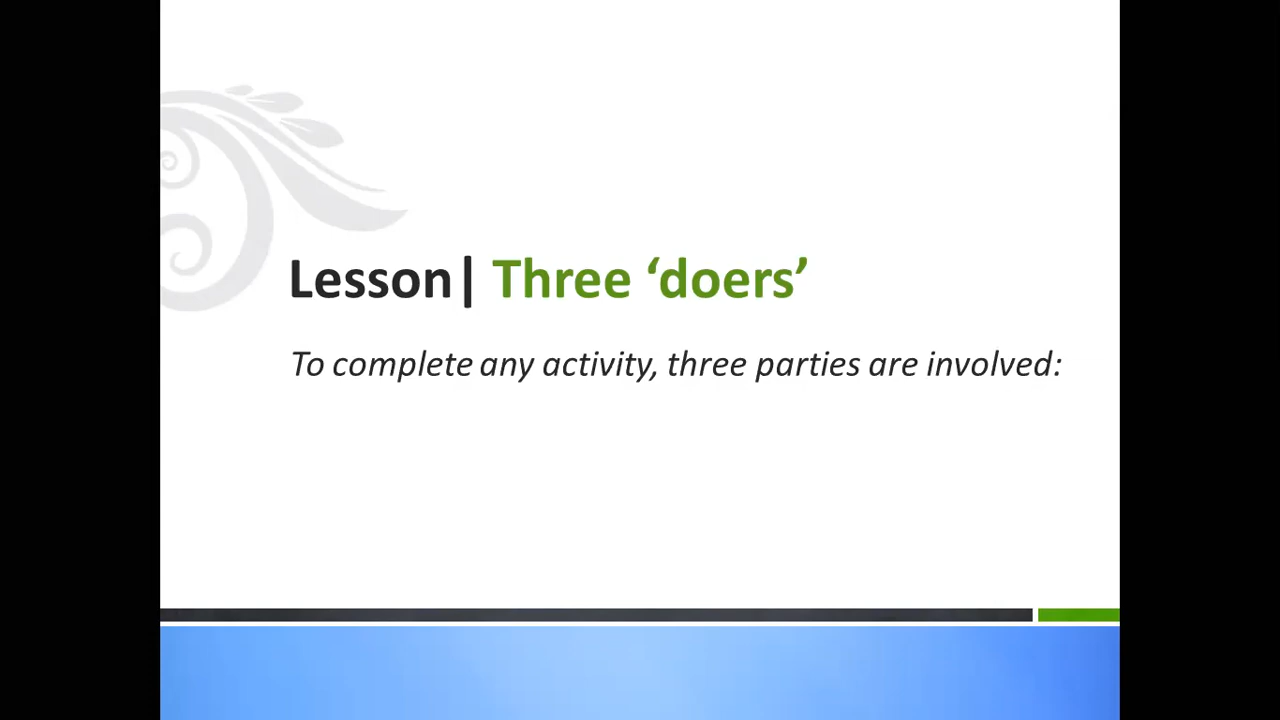 Lesson| Three ‘doers’
To complete any activity, three parties are involved: